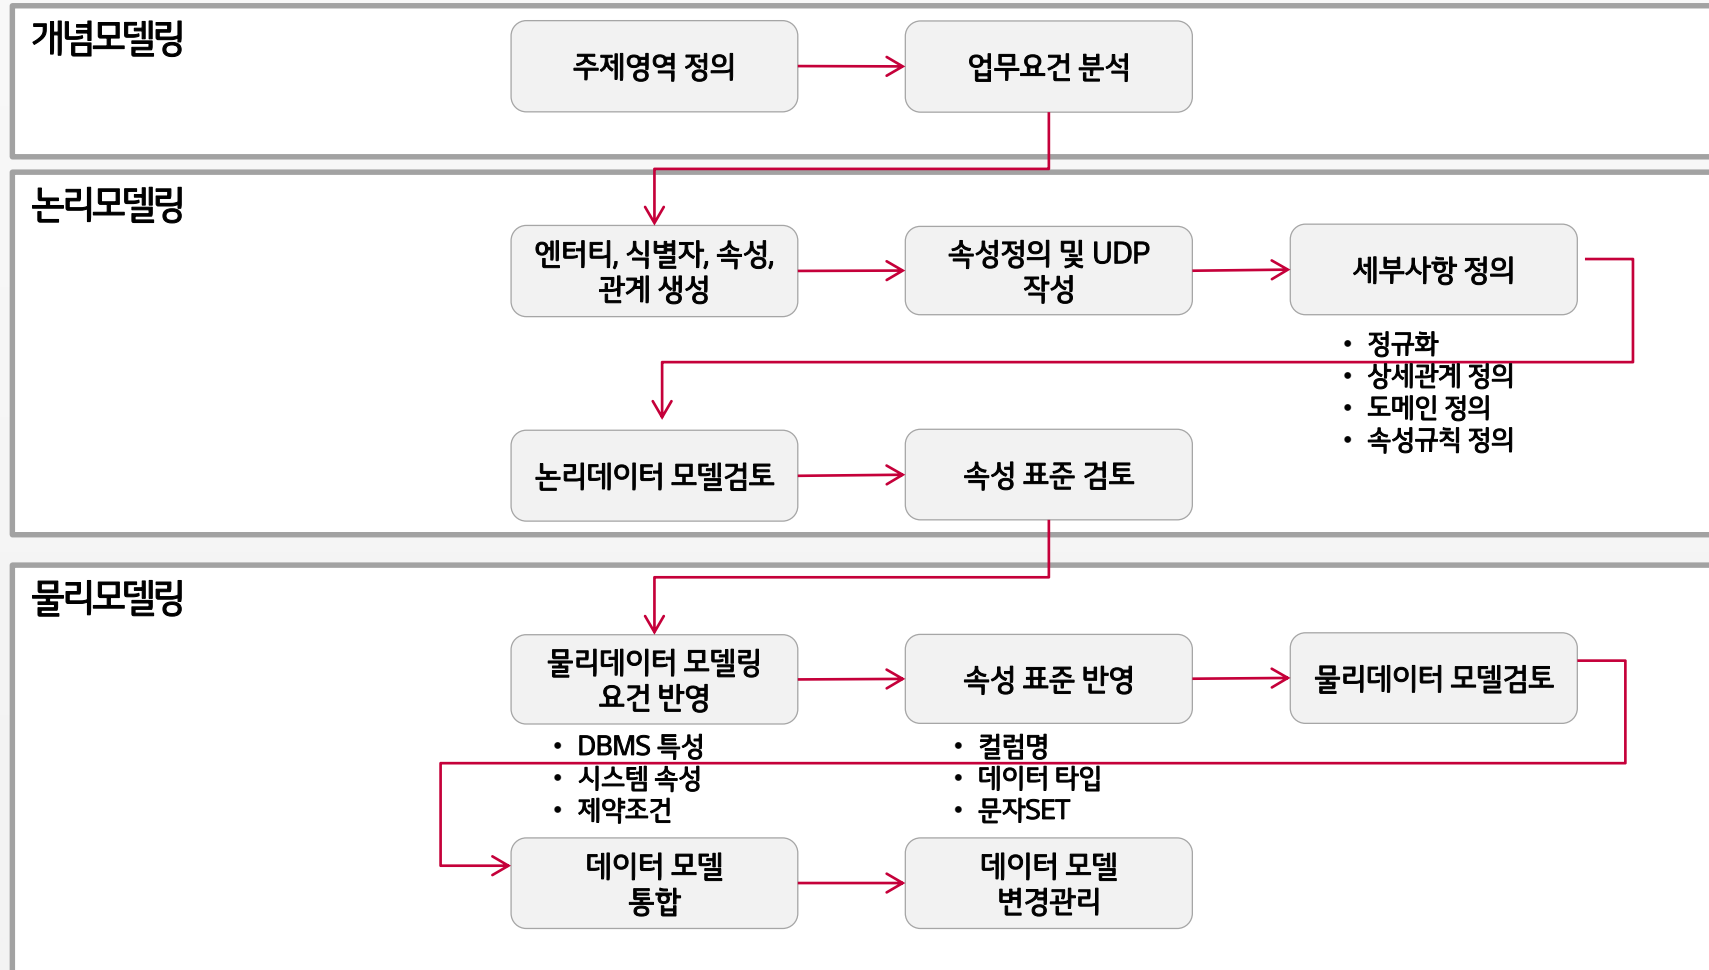 개념모델링
주제영역 정의
업무요건 분석
논리모델링
엔터티, 식별자, 속성,
관계 생성
속성정의 및 UDP
작성
세부사항 정의
• 정규화
• 상세관계 정의
• 도메인 정의
• 속성규칙 정의
논리데이터 모델검토
속성 표준 검토
물리모델링
물리데이터 모델링
요건 반영
• DBMS 특성
• 시스템 속성
• 제약조건
속성 표준 반영
• 컬럼명
• 데이터 타입
• 문자SET
물리데이터 모델검토
데이터 모델
통합
데이터 모델
변경관리